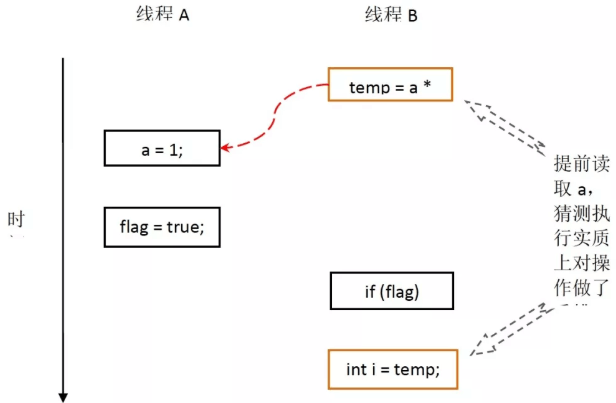 线程 A
线程 B
temp = a *
a = 1;
提前读
取 a，
猜测执
行实质
上对操
作做了
时
flag = true;
if (flag)
int i = temp;